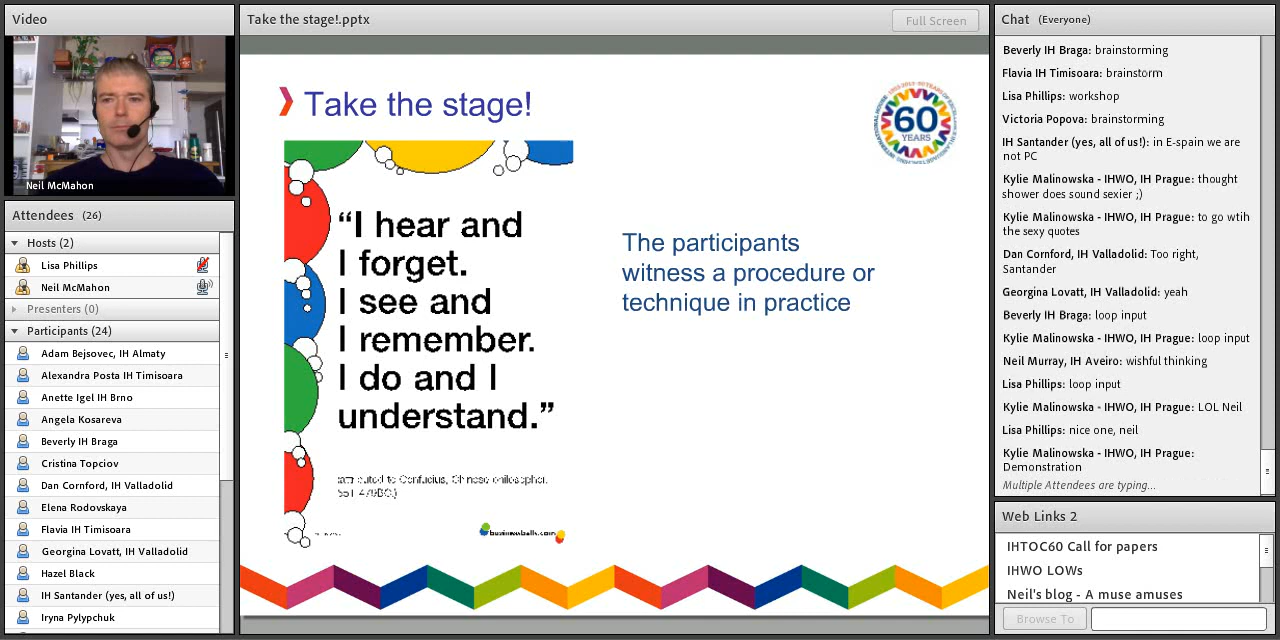 Video
Neil McMahon
Attendees (26)
Hosts (2)
Lisa Phillips
Neil McMahon
Presenters (0)
Participants (24)
Adam Bejsovec, IH Almaty
Alexandra Posta IH Timisoara
Anette Igel IH Brno
Angela Kosareva
Beverly IH Braga
Cristina Topciov
Dan Cornford, IH Valladolid
Elena Rodovskaya
Flavia IH Timisoara
Georgina Lovatt, IH Valladolid
Hazel Black
IH Santander (yes, all of us!)
Iryna Pylypchuk
Take the stage!.pptx
Full Screen
Take the stage!
60
YEARS
“I hear and
I forget.
I see and
I remember.
I do and I
understand.”
to Confucius, Chinese philosopher,
businessballs.com
The participants
witness a procedure or
technique in practice
Chat (Everyone)
Beverly IH Braga: brainstorming
Flavia IH Timisoara: brainstorm
Lisa Phillips: workshop
Victoria Popova: brainstorming
IH Santander (yes, all of us!): in E-spain we are
not PC
Kylie Malinowska - IHWO, IH Prague: thought
shower does sound sexier ;)
Kylie Malinowska - IHWO, IH Prague: to go wtih
the sexy quotes
Dan Cornford, IH Valladolid: Too right,
Santander
Georgina Lovatt, IH Valladolid: yeah
Beverly IH Braga: loop input
Kylie Malinowska - IHWO, IH Prague: loop input
Neil Murray, IH Aveiro: wishful thinking
Lisa Phillips: loop input
Kylie Malinowska - IHWO, IH Prague: LOL Neil
Lisa Phillips: nice one, neil
Kylie Malinowska - IHWO, IH Prague:
Demonstration
Multiple Attendees are typing...
Web Links 2
IHTOC60 Call for papers
IHWO LOWs
Neil's blog - A muse amuses
Browse To